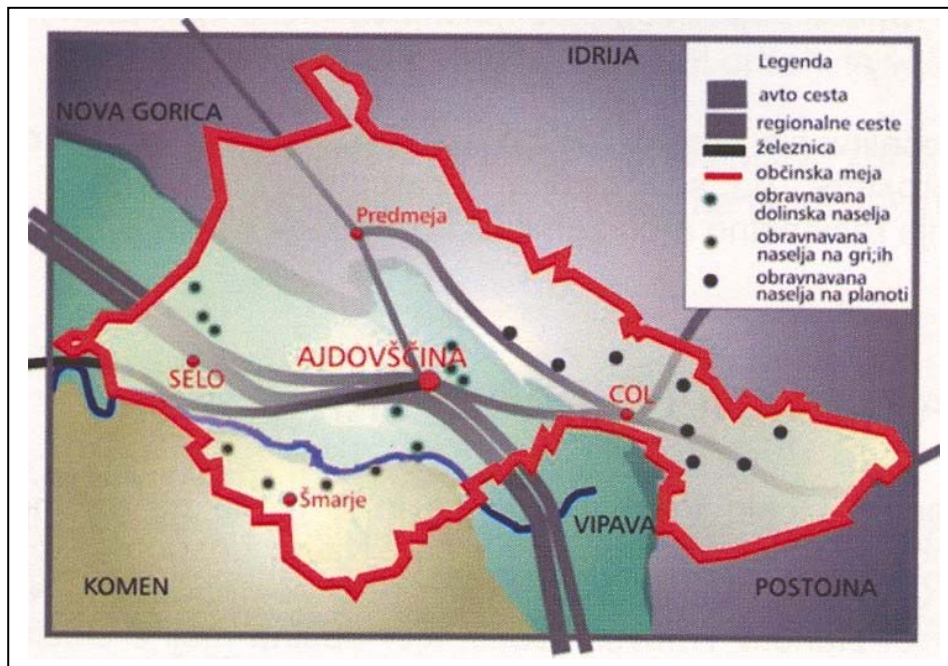 IDRIJA
NOVA GORICA
Legenda
avto cesta
regionalne ceste
železnica
občinska meja
obravnavana
dolinska naselja
obravnavana
naselja na gri;ih
obravnavana
naselja na planoti
Predmeja
AJDOVŠČINA
SELO
COL
Šmarje
VIPAVA
KOMEN
POSTOJNA